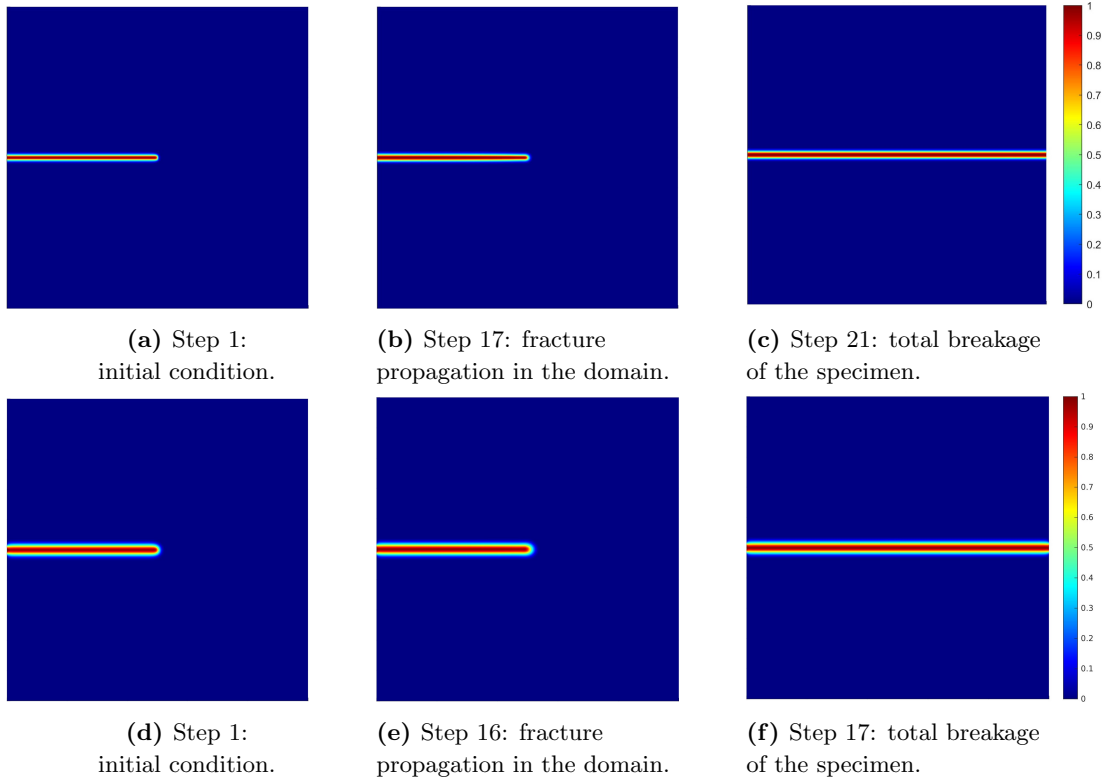 1
0.9
0.8
0.7
0.6
0.5
0.4
0.3
0.2
0.1
0
(a) Step 1:
initial condition.
(b) Step 17: fracture
propagation in the domain.
(c) Step 21: total breakage
of the specimen.
1
0.9
0.8
0.7
0.6
0.5
0.4
0.3
0.2
0.1
0
(d) Step 1:
initial condition.
(e) Step 16: fracture
propagation in the domain.
(f) Step 17: total breakage
of the specimen.